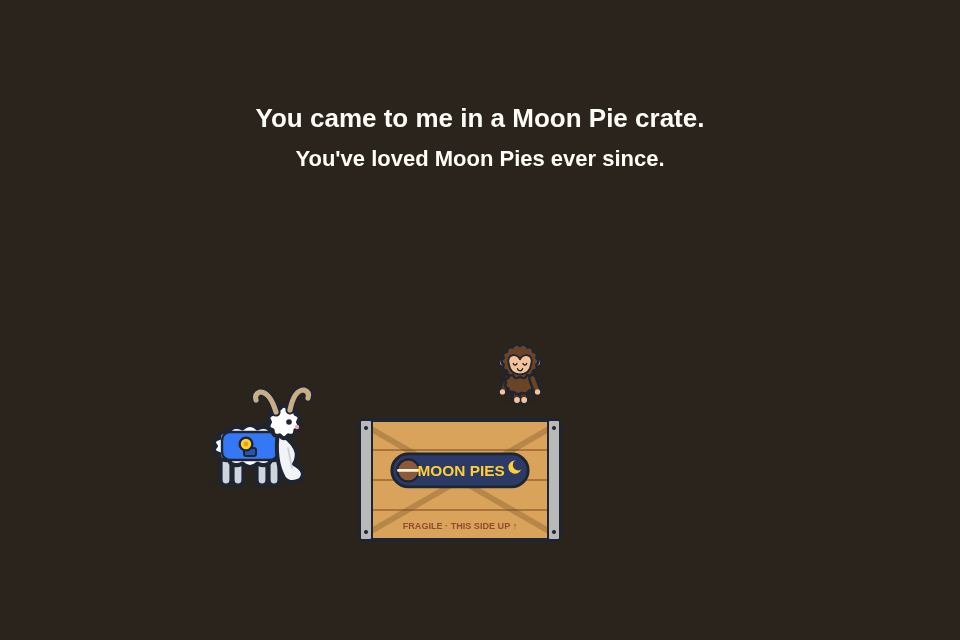 You came to me in a Moon Pie crate.
You've loved Moon Pies ever since.
MOON PIES
FRAGILE · THIS SIDE UP ↑